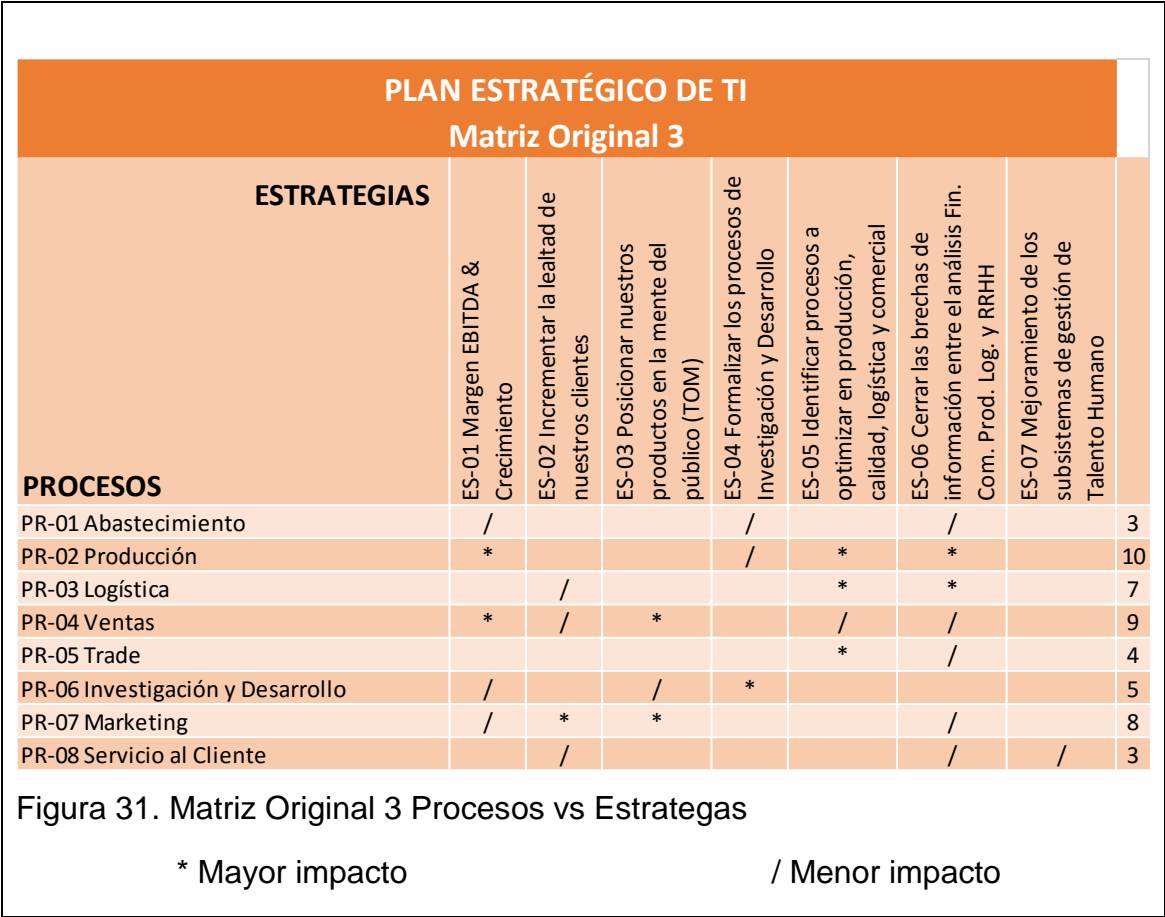 PLAN ESTRATÉGICO DE TI
Matriz Original 3
ESTRATEGIAS
PROCESOS
ES-01 Margen EBITDA &
Crecimiento
ES-02 Incrementar la lealtad de
nuestros clientes
ES-03 Posicionar nuestros
productos en la mente del
público (TOM)
ES-04 Formalizar los procesos de
Investigación y Desarrollo
ES-05 Identificar procesos a
optimizar en producción,
calidad, logística y comercial
ES-06 Cerrar las brechas de
información entre el análisis Fin.
Com. Prod. Log. y RRHH
ES-07 Mejoramiento de los
subsistemas de gestión de
Talento Humano
PR-01 Abastecimiento / / / 3
PR-02 Producción * / * * 10
PR-03 Logística / * * 7
PR-04 Ventas * / * / / 9
PR-05 Trade * / 4
PR-06 Investigación y Desarrollo / / * 5
PR-07 Marketing / * * / 8
PR-08 Servicio al Cliente / / / 3
Figura 31. Matriz Original 3 Procesos vs Estrategas
* Mayor impacto / Menor impacto